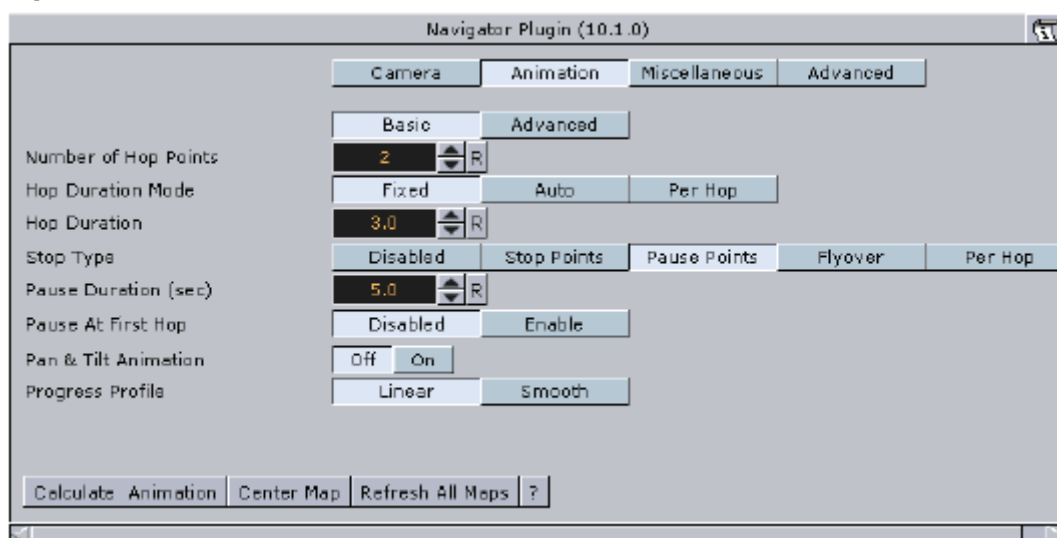 Navigator Plugin (10.1.0)
Camera Animation Miscellaneous Advanced
Basic Advanced
Number of Hop Points 2 R
Hop Duration Mode Fixed Auto Per Hop
Hop Duration 3.0 R
Stop Type Disabled Stop Points Pause Points Flyover Per Hop
Pause Duration (sec) 5.0 R
Pause At First Hop Disabled Enable
Pan & Tilt Animation Off On
Progress Profile Linear Smooth
Calculate Animation Center Map Refresh All Maps ?